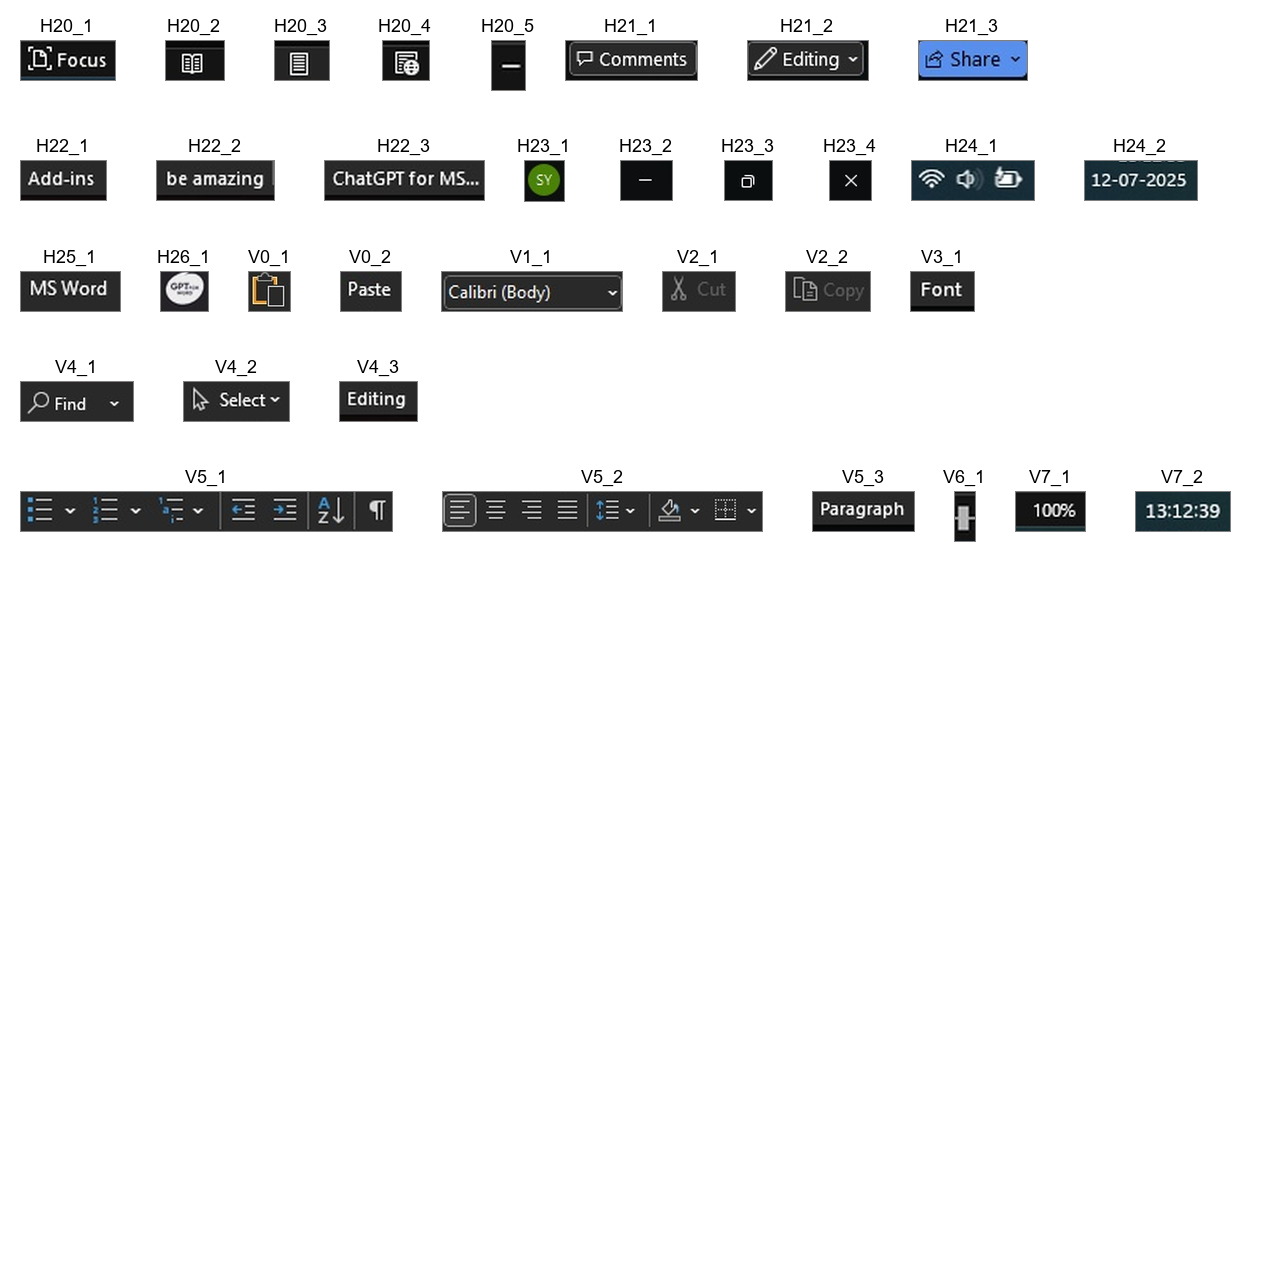 H20_1 H20_2 H20_3 H20_4 H20_5 H21_1 H21_2 H21_3
Focus Comments Editing Share
H22_1 H22_2 H22_3 H23_1 H23_2 H23_3 H23_4 H24_1 H24_2
Add-ins be amazing ChatGPT for MS... SY 12-07-2025
H25_1 H26_1 V0_1 V0_2 V1_1 V2_1 V2_2 V3_1
MS Word GPT FOR WORD Paste Calibri (Body) Cut Copy Font
V4_1 V4_2 V4_3
Find Select Editing
V5_1 V5_2 V5_3 V6_1 V7_1 V7_2
Paragraph 100% 13:12:39